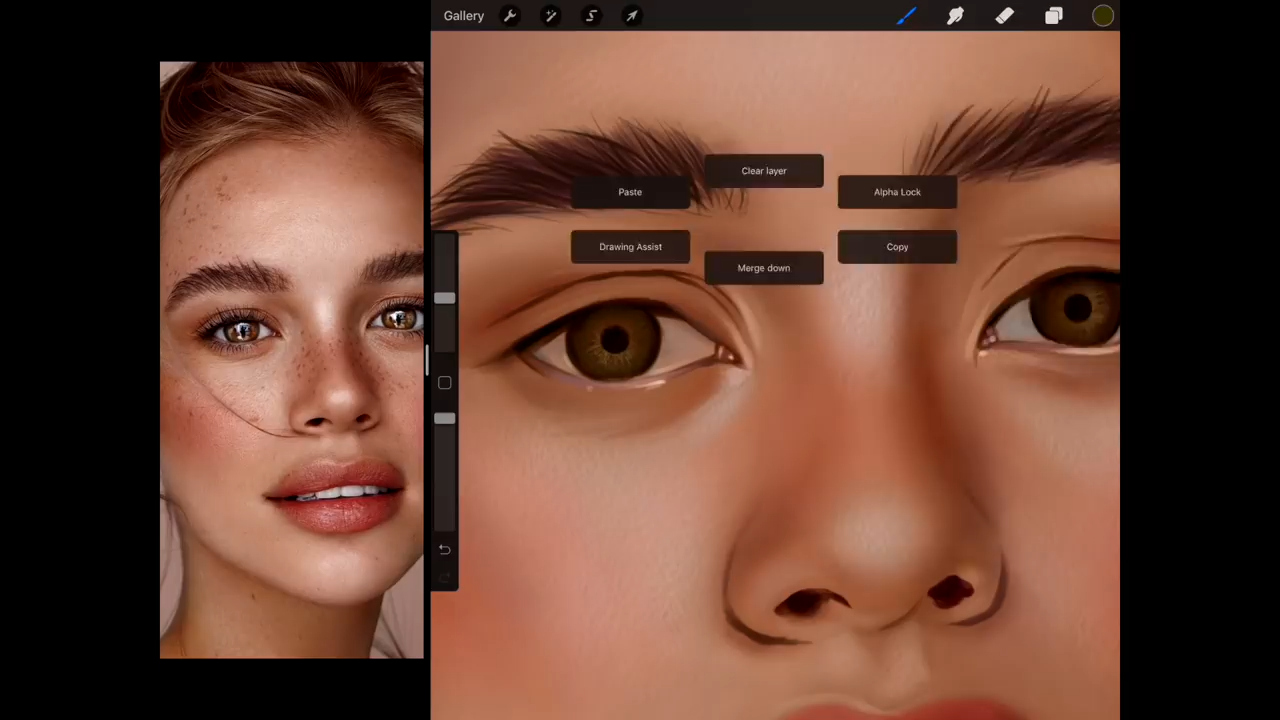 Gallery
Clear layer
Paste
Alpha Lock
Drawing Assist
Copy
Merge down